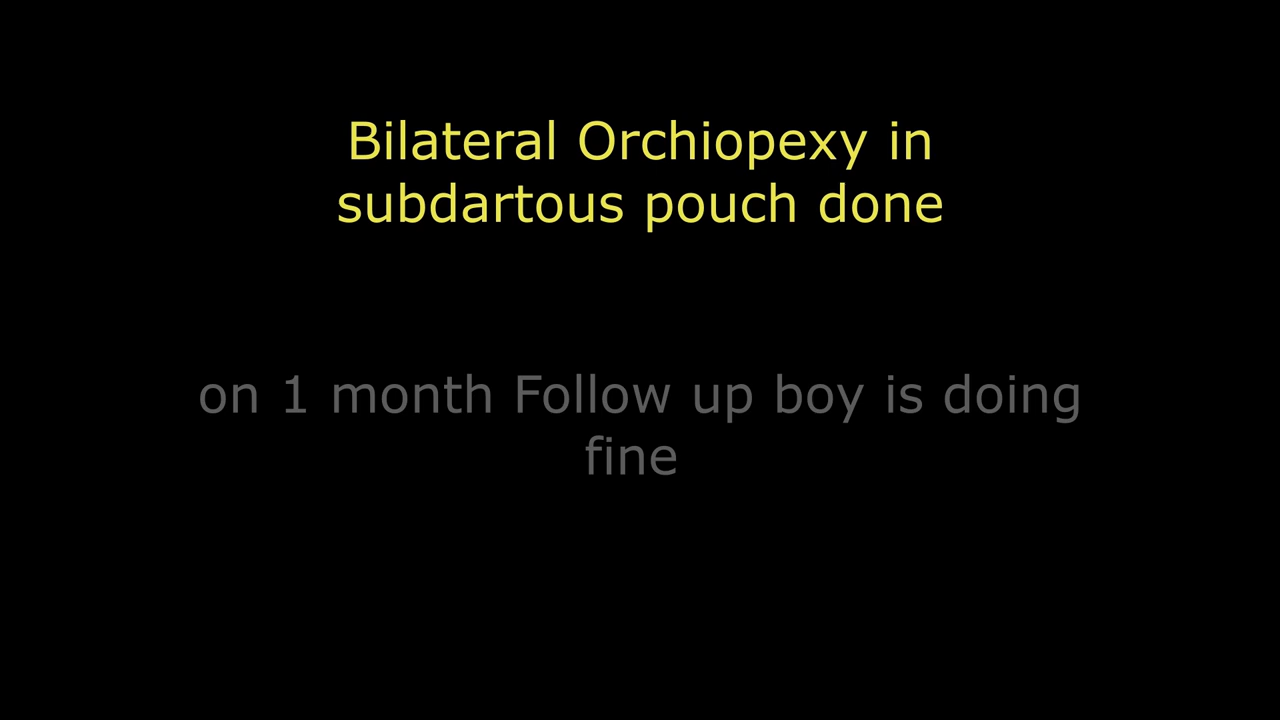 Bilateral Orchiopexy in
subdartous pouch done
on 1 month Follow up boy is doing
fine